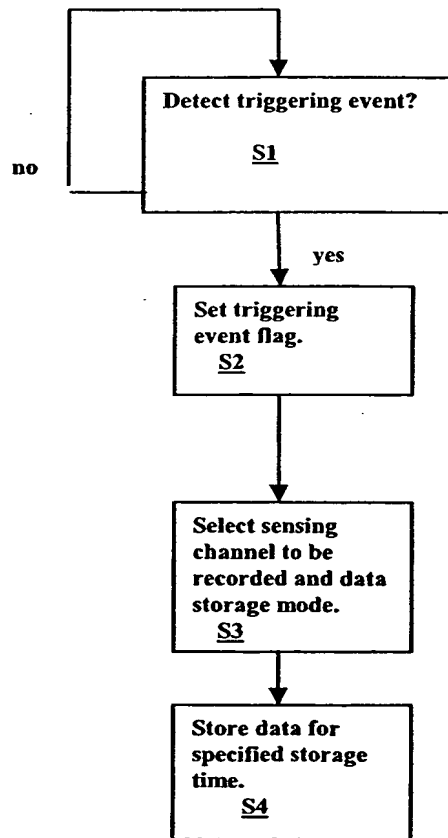 Detect triggering event?
S1
no
yes
Set triggering
event flag.
S2
Select sensing
channel to be
recorded and data
storage mode.
S3
Store data for
specified storage
time.
S4